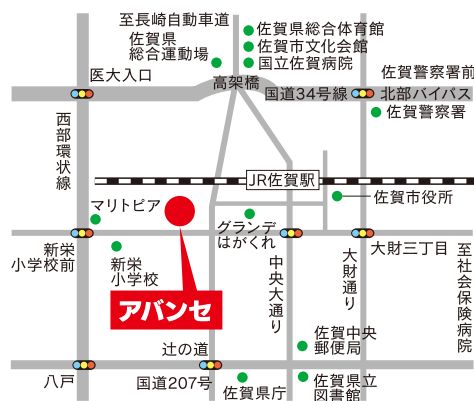 至長崎自動車道
佐賀県
総合運動場
佐賀県総合体育館
佐賀市文化会館
国立佐賀病院
医大入口
高架橋
国道34号線
佐賀警察署前
北部バイパス
佐賀警察署
西部環状線
JR佐賀駅
マリトピア
佐賀市役所
グランデ
はがくれ
新栄
小学校前
新栄
小学校
中央大通り
大財通り
大財三丁目
至社会保険病院
アバンセ
辻の道
佐賀中央
郵便局
八戸
国道207号
佐賀県庁
佐賀県立
図書館